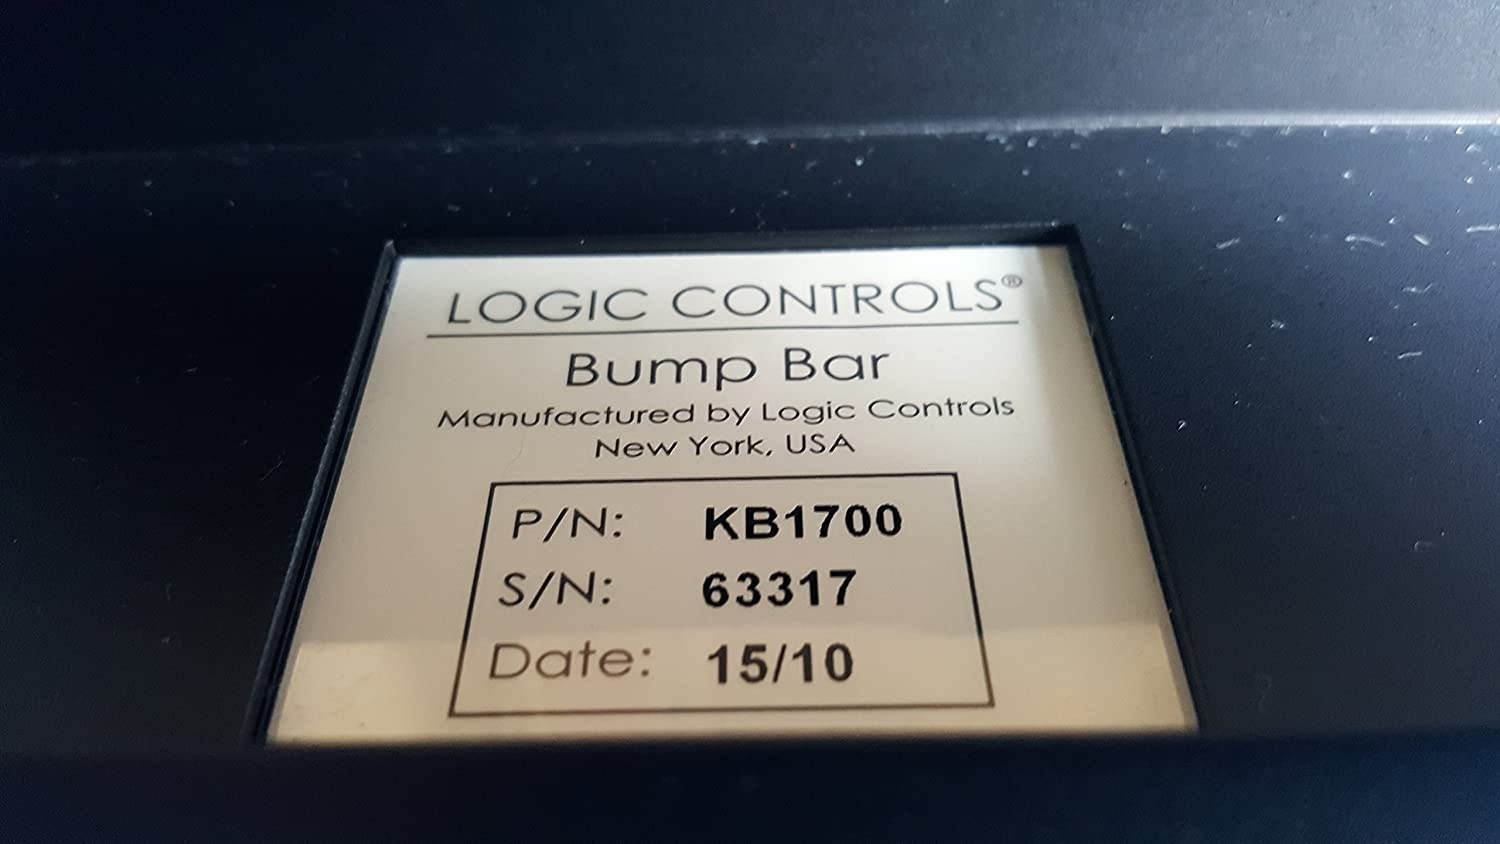 LOGIC CONTROLS®
Bump Bar
Manufactured by Logic Controls
New York, USA
P/N: KB1700
S/N: 63317
Date: 15/10